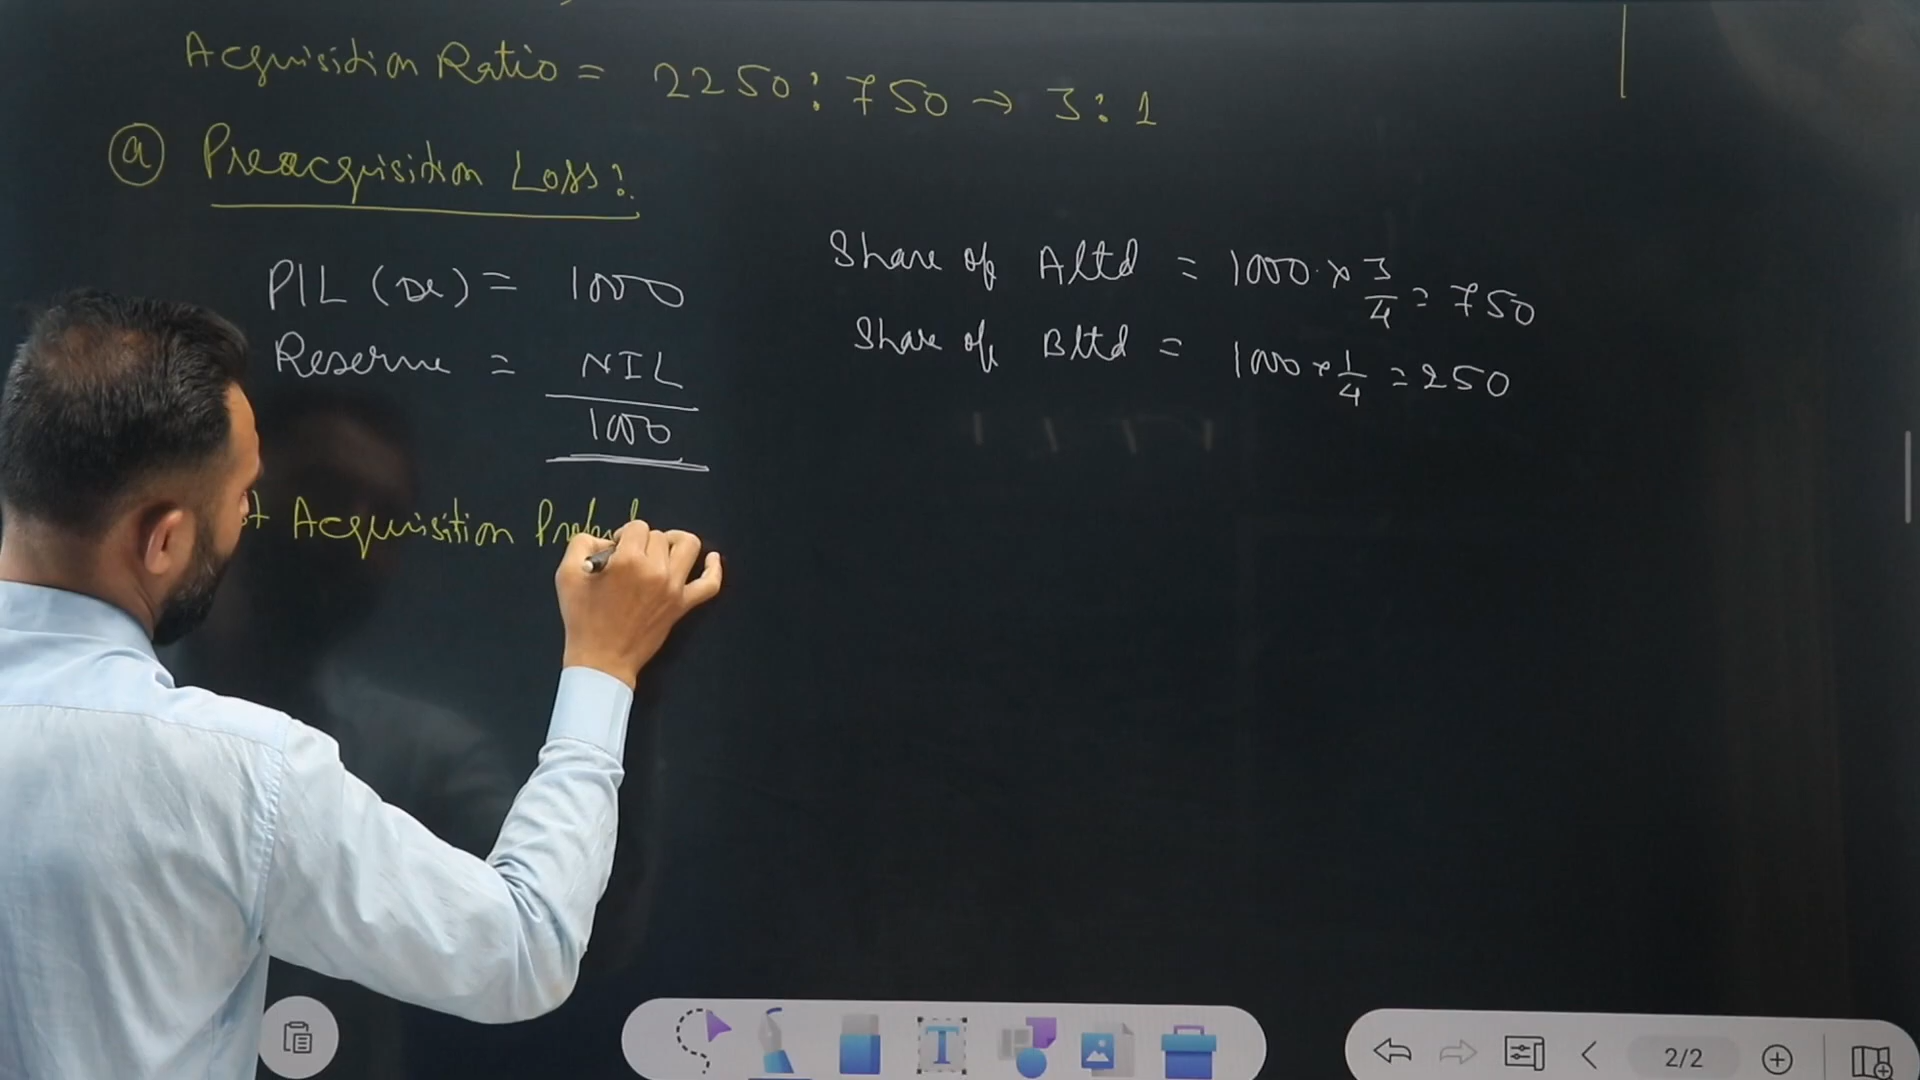 Acquisition Ratio = 2250 : 750 → 3 : 1
(a) Preacquisition Loss :
P/L (Dr) = 1000
Reserve = NIL
1000
Share of A ltd = 1000 × 3/4 = 750
Share of B ltd = 1000 × 1/4 = 250
Acquisition
T
2/2